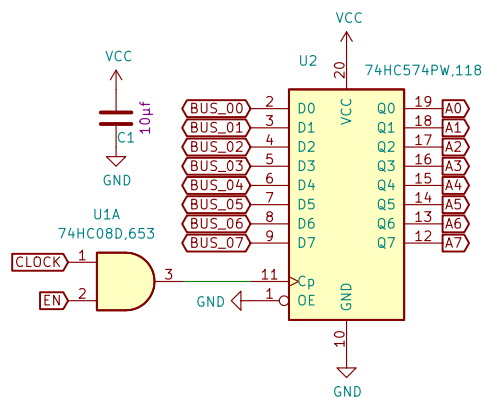 VCC
U2
74HC574PW,118
VCC
10µf
C1
GND
20
VCC
BUS_00 2 D0 Q0 19 A0
BUS_01 3 D1 Q1 18 A1
BUS_02 4 D2 Q2 17 A2
BUS_03 5 D3 Q3 16 A3
BUS_04 6 D4 Q4 15 A4
BUS_05 7 D5 Q5 14 A5
BUS_06 8 D6 Q6 13 A6
BUS_07 9 D7 Q7 12 A7
U1A
74HC08D,653
CLOCK 1
EN 2
3
11 Cp
GND 1 OE
GND
10
GND